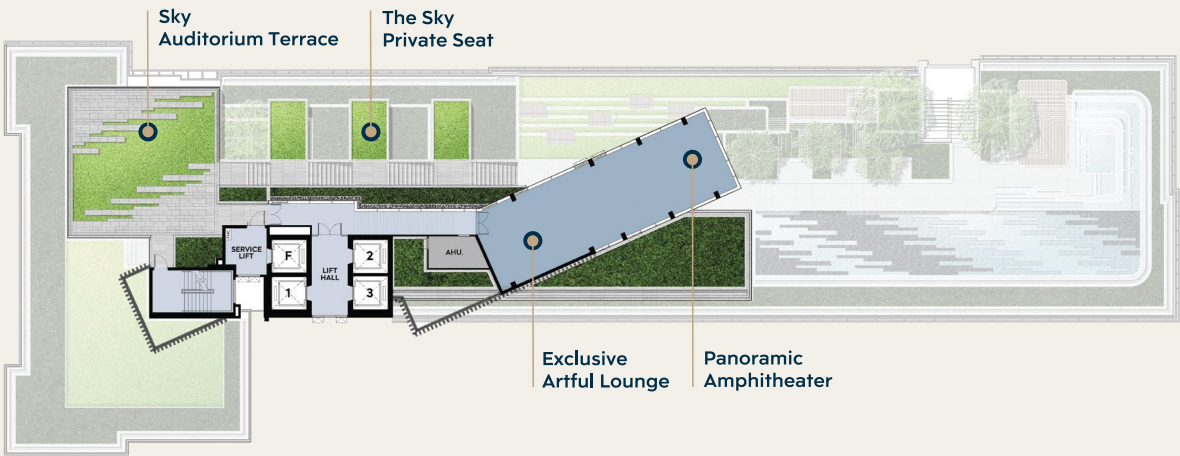 Sky
Auditorium Terrace
The Sky
Private Seat
SERVICE
LIFT
F
1
LIFT
HALL
2
3
AHU.
Exclusive
Artful Lounge
Panoramic
Amphitheater